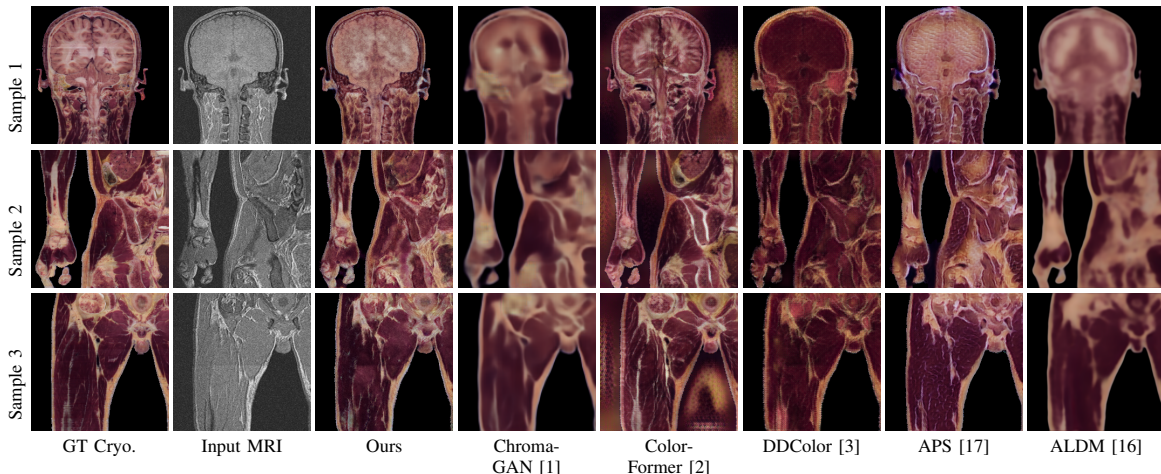 Sample 1
Sample 2
Sample 3
GT Cryo.
Input MRI
Ours
Chroma-
GAN [1]
Color-
Former [2]
DDColor [3]
APS [17]
ALDM [16]